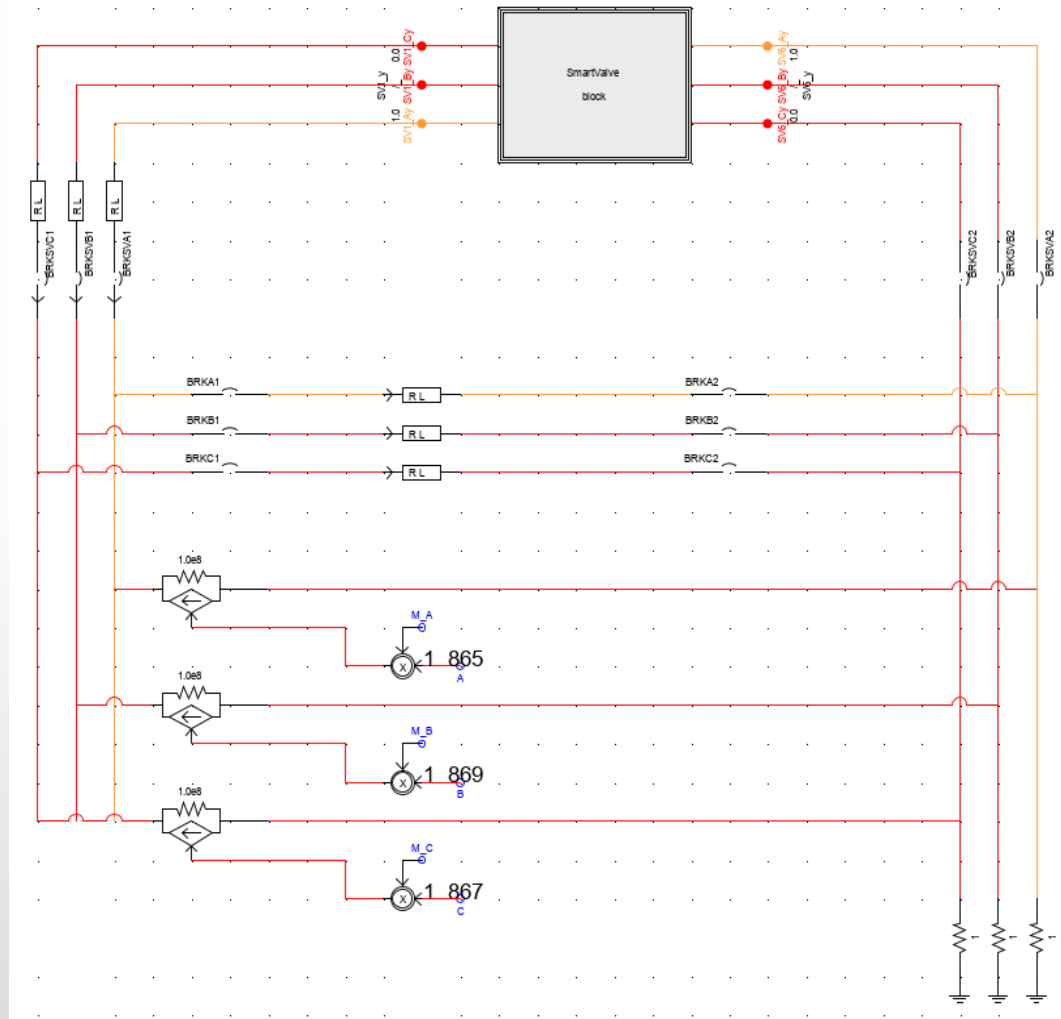 SV1_Cy
0.0
SV1_By
SV1_y
1.0
SV1_Ay
SmartValve
block
SV6_Ay
1.0
SV6_By
SV6_y
SV6_Cy
0.0
R L
R L
R L
BRKSVC1
BRKSVB1
BRKSVA1
BRKSVC2
BRKSVB2
BRKSVA2
BRKA1
R L
BRKA2
BRKB1
R L
BRKB2
BRKC1
R L
BRKC2
1.0e8
M_A
X
1 865
A
1.0e8
M_B
X
1 869
B
1.0e8
M_C
X
1 867
C
1
1
1